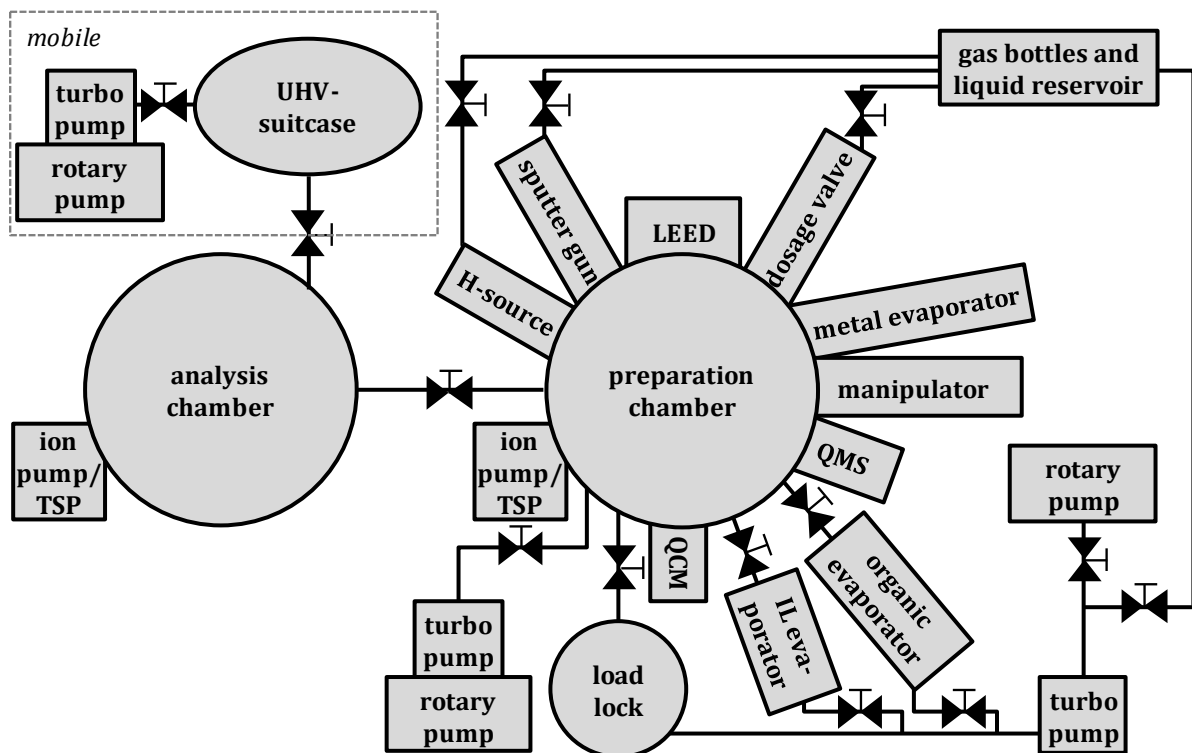 mobile
turbo
pump
rotary
pump
UHV-
suitcase
gas bottles and
liquid reservoir
sputter gun
LEED
dosage valve
H-source
metal evaporator
analysis
chamber
preparation
chamber
manipulator
ion
pump/
TSP
ion
pump/
TSP
QMS
rotary
pump
QCM
organic
evaporator
IL eva-
porator
turbo
pump
rotary
pump
load
lock
turbo
pump